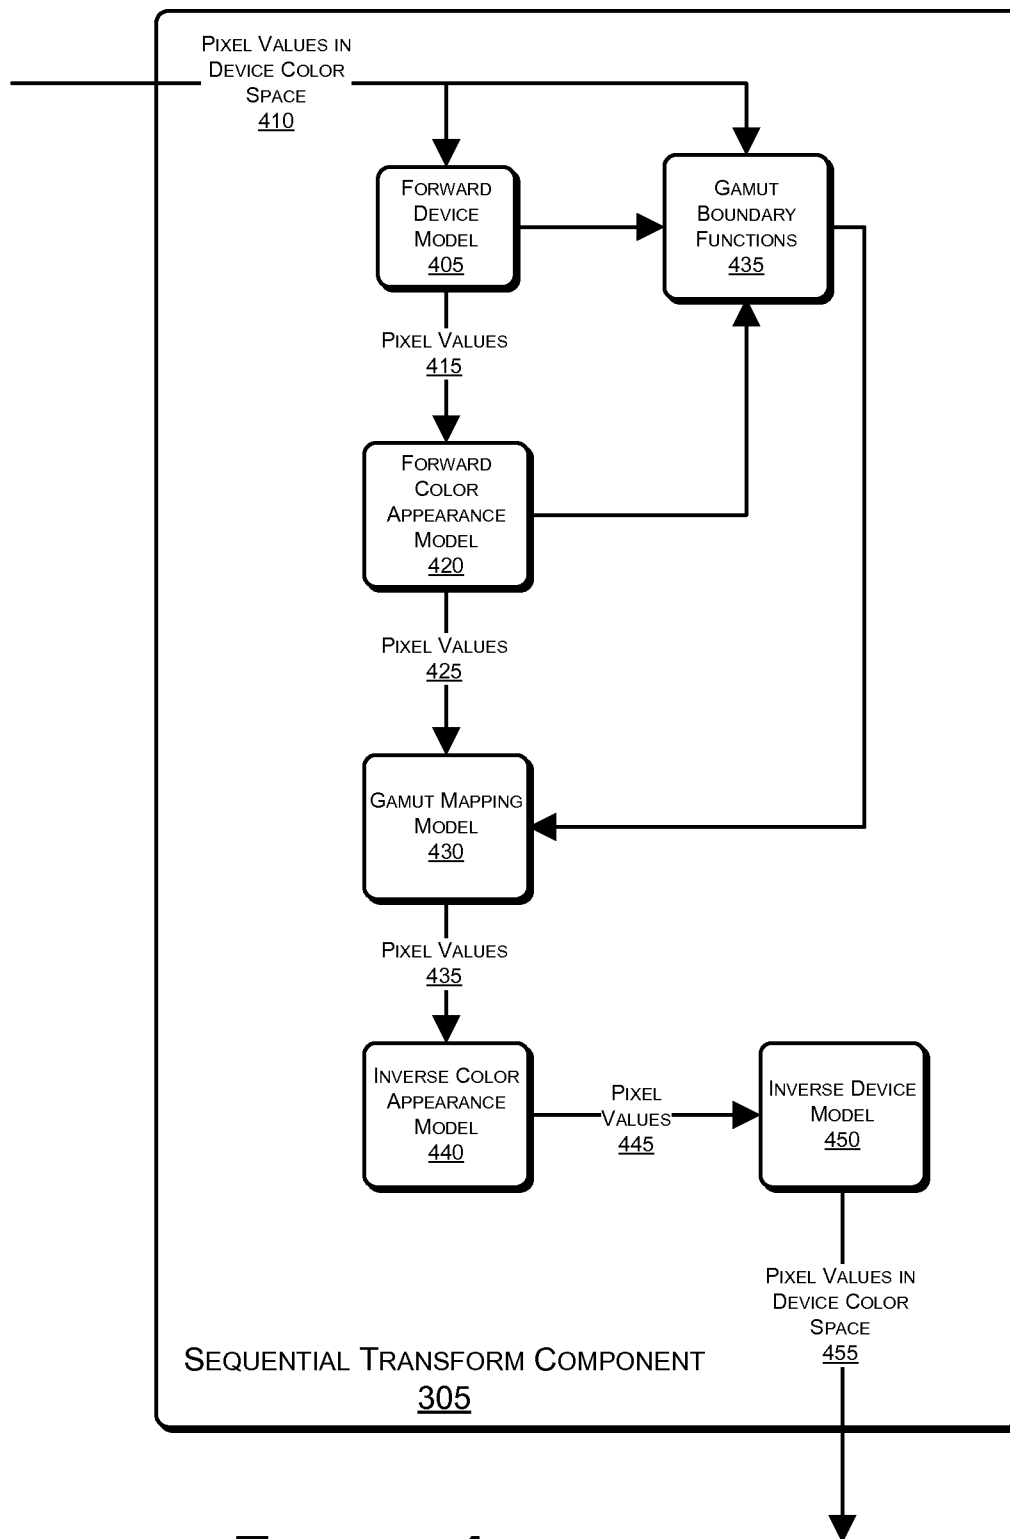 PIXEL VALUES IN
DEVICE COLOR
SPACE
410
FORWARD
DEVICE
MODEL
405
GAMUT
BOUNDARY
FUNCTIONS
435
PIXEL VALUES
415
FORWARD
COLOR
APPEARANCE
MODEL
420
PIXEL VALUES
425
GAMUT MAPPING
MODEL
430
PIXEL VALUES
435
INVERSE COLOR
APPEARANCE
MODEL
440
PIXEL
VALUES
445
INVERSE DEVICE
MODEL
450
PIXEL VALUES IN
DEVICE COLOR
SPACE
455
SEQUENTIAL TRANSFORM COMPONENT
305